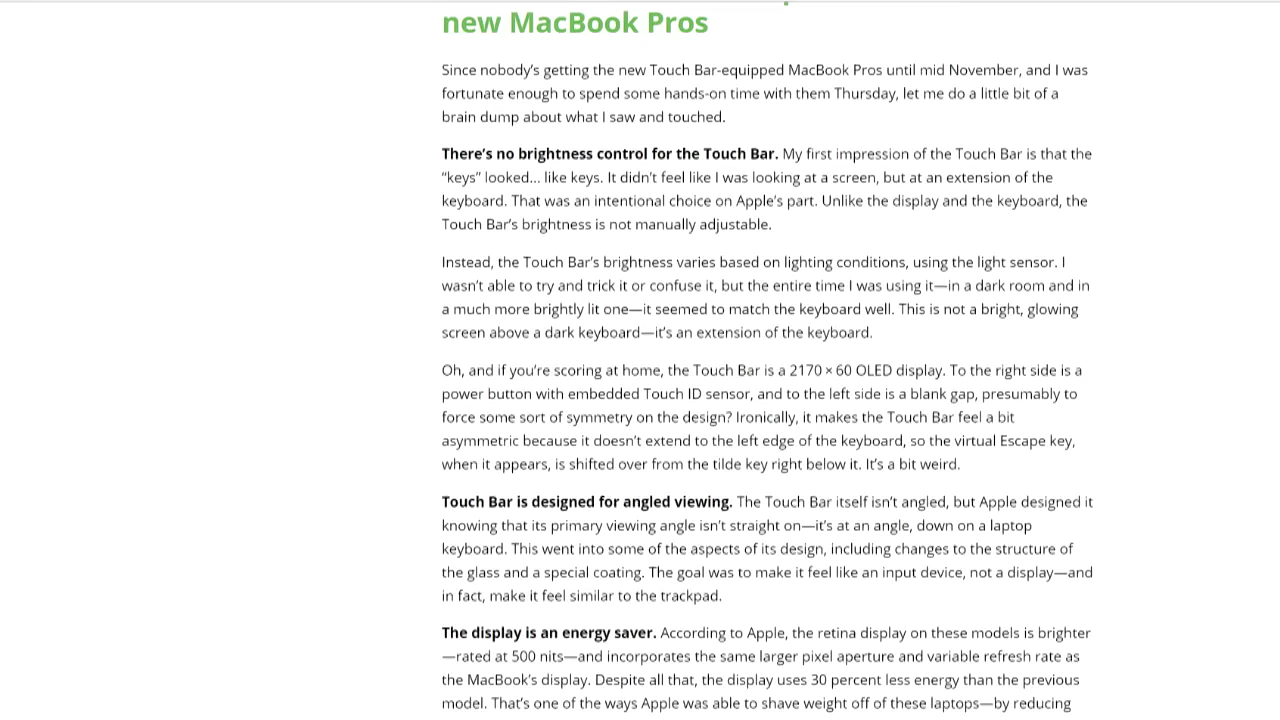 new MacBook Pros
Since nobody's getting the new Touch Bar-equipped MacBook Pros until mid November, and I was
fortunate enough to spend some hands-on time with them Thursday, let me do a little bit of a
brain dump about what I saw and touched.
There's no brightness control for the Touch Bar. My first impression of the Touch Bar is that the
“keys” looked… like keys. It didn't feel like I was looking at a screen, but at an extension of the
keyboard. That was an intentional choice on Apple's part. Unlike the display and the keyboard, the
Touch Bar's brightness is not manually adjustable.
Instead, the Touch Bar's brightness varies based on lighting conditions, using the light sensor. I
wasn't able to try and trick it or confuse it, but the entire time I was using it—in a dark room and in
a much more brightly lit one—it seemed to match the keyboard well. This is not a bright, glowing
screen above a dark keyboard—it's an extension of the keyboard.
Oh, and if you're scoring at home, the Touch Bar is a 2170 × 60 OLED display. To the right side is a
power button with embedded Touch ID sensor, and to the left side is a blank gap, presumably to
force some sort of symmetry on the design? Ironically, it makes the Touch Bar feel a bit
asymmetric because it doesn't extend to the left edge of the keyboard, so the virtual Escape key,
when it appears, is shifted over from the tilde key right below it. It's a bit weird.
Touch Bar is designed for angled viewing. The Touch Bar itself isn't angled, but Apple designed it
knowing that its primary viewing angle isn't straight on—it's at an angle, down on a laptop
keyboard. This went into some of the aspects of its design, including changes to the structure of
the glass and a special coating. The goal was to make it feel like an input device, not a display—and
in fact, make it feel similar to the trackpad.
The display is an energy saver. According to Apple, the retina display on these models is brighter
—rated at 500 nits—and incorporates the same larger pixel aperture and variable refresh rate as
the MacBook's display. Despite all that, the display uses 30 percent less energy than the previous
model. That's one of the ways Apple was able to shave weight off of these laptops—by reducing